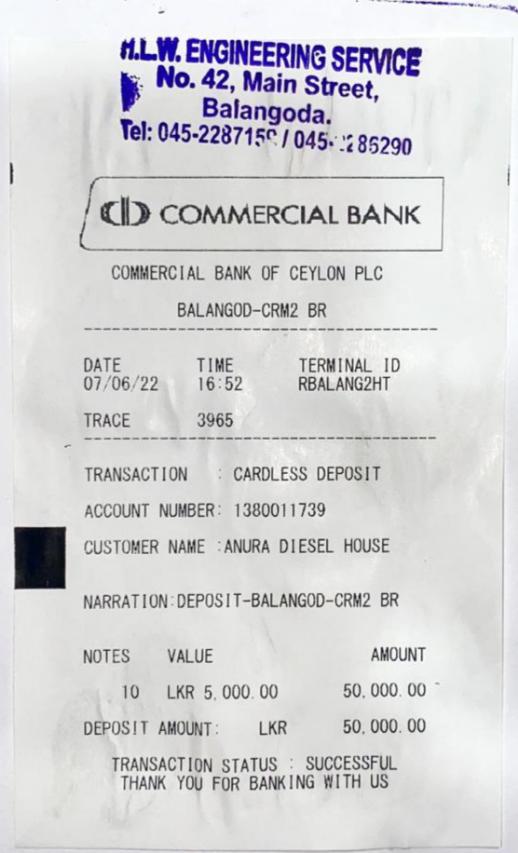 H.L.W. ENGINEERING SERVICE
No. 42, Main Street,
Balangoda.
Tel: / 045-2286290
COMMERCIAL BANK
COMMERCIAL BANK OF CEYLON PLC
BALANGOD-CRM2 BR
DATE TIME TERMINAL ID
07/06/22 16:52 RBALANG2HT
TRACE 3965
TRANSACTION : CARDLESS DEPOSIT
ACCOUNT NUMBER: 1380011739
CUSTOMER NAME :ANURA DIESEL HOUSE
NARRATION:DEPOSIT-BALANGOD-CRM2 BR
NOTES VALUE AMOUNT
10 LKR 5,000.00 50,000.00
DEPOSIT AMOUNT: LKR 50,000.00
TRANSACTION STATUS : SUCCESSFUL
THANK YOU FOR BANKING WITH US